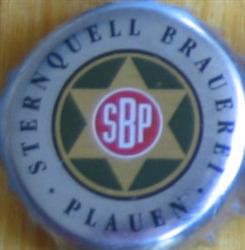 STERNQUELL BRAUEREI
SBP
· PLAUEN ·